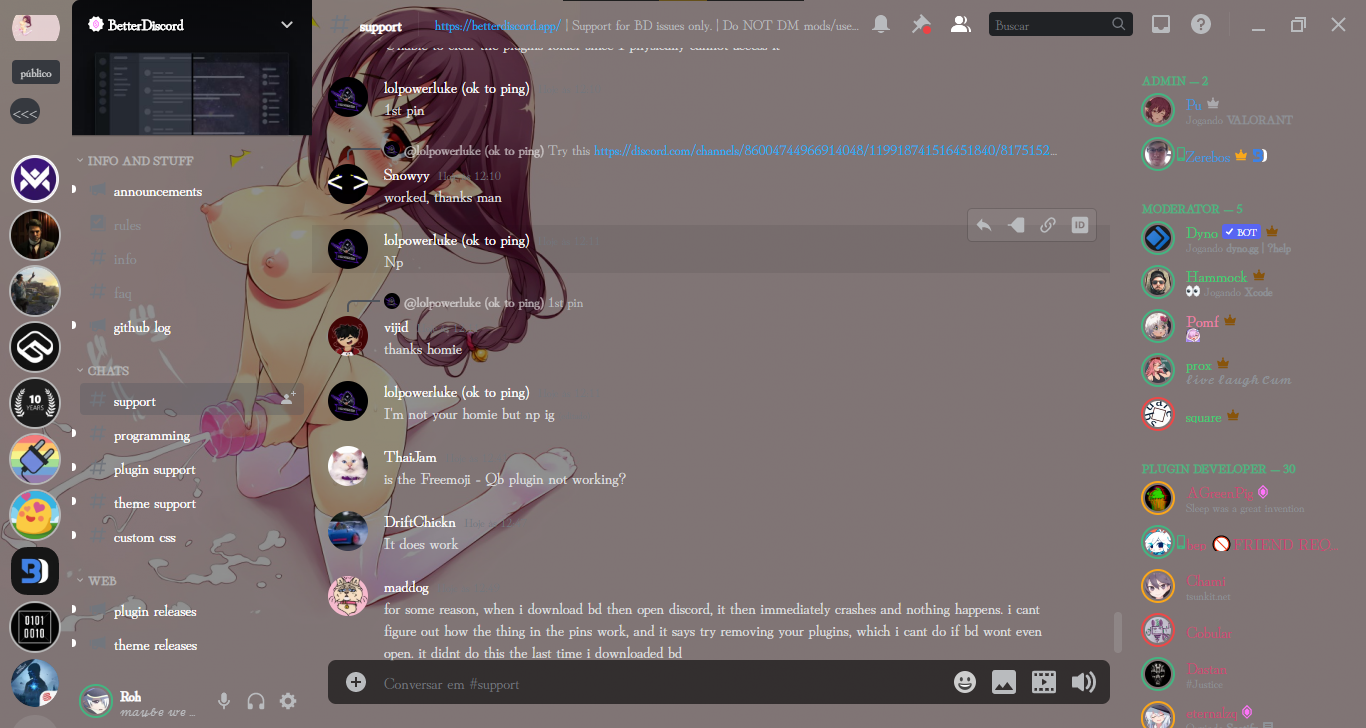 BetterDiscord
support
https://betterdiscord.app/ | Support for BD issues only. | Do NOT DM mods/use...
Buscar
público
<<<
INFO AND STUFF
announcements
rules
info
faq
github log
CHATS
support
programming
plugin support
theme support
custom css
WEB
plugin releases
theme releases
10
YEARS
0101
0010
Roh
maybe we ...
Unable to clear the plugins folder since I physically cannot access it
lolpowerluke (ok to ping)
1st pin
@lolpowerluke (ok to ping) Try this https://discord.com/channels/86004744966914048/119918741516451840/8175152...
Snowyy
worked, thanks man
lolpowerluke (ok to ping)
Np
ID
@lolpowerluke (ok to ping) 1st pin
vijid
thanks homie
lolpowerluke (ok to ping)
I'm not your homie but np ig
ThaiJam
is the Freemoji - Qb plugin not working?
DriftChickn
It does work
maddog
for some reason, when i download bd then open discord, it then immediately crashes and nothing happens. i cant
figure out how the thing in the pins work, and it says try removing your plugins, which i cant do if bd wont even
open. it didnt do this the last time i downloaded bd
Conversar em #support
ADMIN — 2
Jogando VALORANT
Zerebos
MODERATOR — 5
Dyno BOT
Jogando dyno.gg | ?help
Hammock
Jogando Xcode
Pomf
prox
live laugh cum
square
PLUGIN DEVELOPER — 30
Sleep was a great invention
tsunkit.net
#Justice